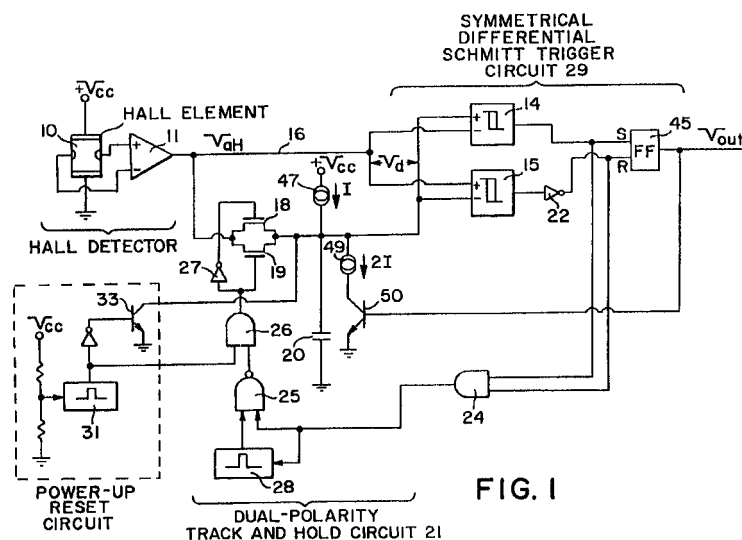 SYMMETRICAL
DIFFERENTIAL
SCHMITT TRIGGER
CIRCUIT 29
+Vcc
HALL ELEMENT
10
11
+
-
VaH
16
+Vcc
47
I
Vd
14
+
-
15
+
-
22
S
R
45
FF
Vout
HALL DETECTOR
18
19
27
49
2I
50
33
Vcc
26
20
25
24
31
28
POWER-UP
RESET
CIRCUIT
DUAL-POLARITY
TRACK AND HOLD CIRCUIT 21
FIG. 1